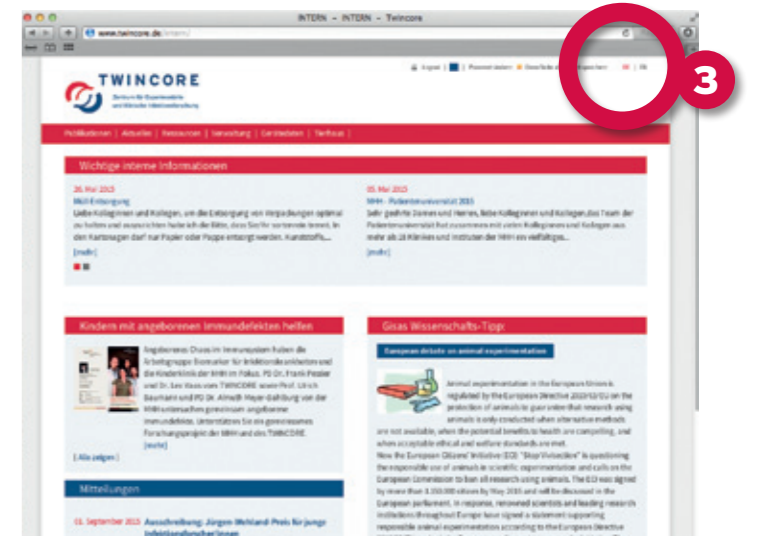 INTERN - INTERN - Twincore
www.twincore.de/intern/
3
DE | EN
TWINCORE
Zentrum für Experimentelle
und Klinische Infektionsforschung
Publikationen | Aktuelles | Ressourcen | Verwaltung | Gerätedaten | Tierhaus |
Wichtige interne Informationen
26. Mai 2015
Müll-Entsorgung
Liebe Kolleginnen und Kollegen, um die Entsorgung von Verpackungen optimal
zu halten und auszurichten habe ich die Bitte, dass Sie Ihr sortenrein trennt, in
den Kartonagen darf nur Papier oder Pappe entsorgt werden. Kunststoffe,...
[mehr]
05. Mai 2015
MHH - Patientenuniversität 2015
Sehr geehrte Damen und Herren, liebe Kolleginnen und Kollegen, das Team der
Patientenuniversität hat zusammen mit vielen Kolleginnen und Kollegen aus
mehr als 20 Kliniken und Instituten der MHH ein vielfältiges...
[mehr]
Kindern mit angeborenen Immundefekten helfen
Angeborenes Chaos im Immunsystem haben die
Arbeitsgruppe Biomarker für Infektionskrankheiten und
die Kinderklinik der MHH im Fokus. PD Dr. Frank Pessler
und Dr. Lea Vaas vom TWINCORE sowie Prof. Ulrich
Baumann und PD Dr. Almuth Meyer-Bahlburg von der
MHH untersuchen gemeinsam angeborene
Immundefekte. Unterstützen Sie ein gemeinsames
Forschungsprojekt der MHH und des TWINCORE.
[mehr]
[ Alle zeigen ]
Mitteilungen
01. September 2015 Ausschreibung: Jürgen-Wehland-Preis für junge
Infektionsforscher/innen
Gisas Wissenschafts-Tipp:
European debate on animal experimentation
Animal experimentation in the European Union is
regulated by the European Directive 2010/63/EU on the
protection of animals to guarantee that research using
animals is only conducted when alternative methods
are not available, when the potential benefits to health are compelling, and
when acceptable ethical and welfare standards are met.
Now the European Citizens' Initiative (ECI) "Stop Vivisection" is questioning
the responsible use of animals in scientific experimentation and calls on the
European Commission to ban all research using animals. The ECI was signed
by more than 1.150.000 citizens by May 2015 and will be discussed in the
European parliament. In response, renowned scientists and leading research
institutions throughout Europe have signed a statement supporting
responsible animal experimentation according to the European Directive